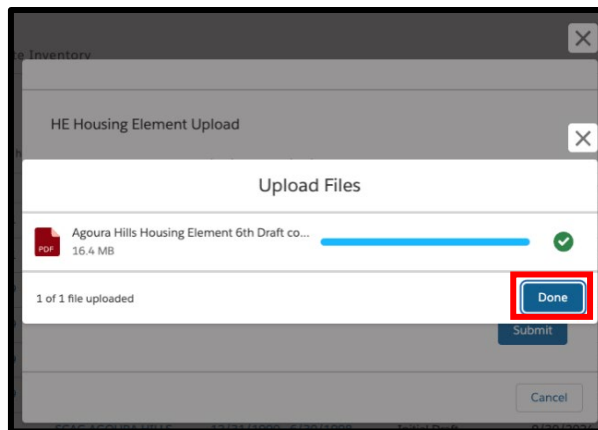 te Inventory
HE Housing Element Upload
Upload Files
Agoura Hills Housing Element 6th Draft co...
PDF
16.4 MB
1 of 1 file uploaded
Done
Submit
Cancel